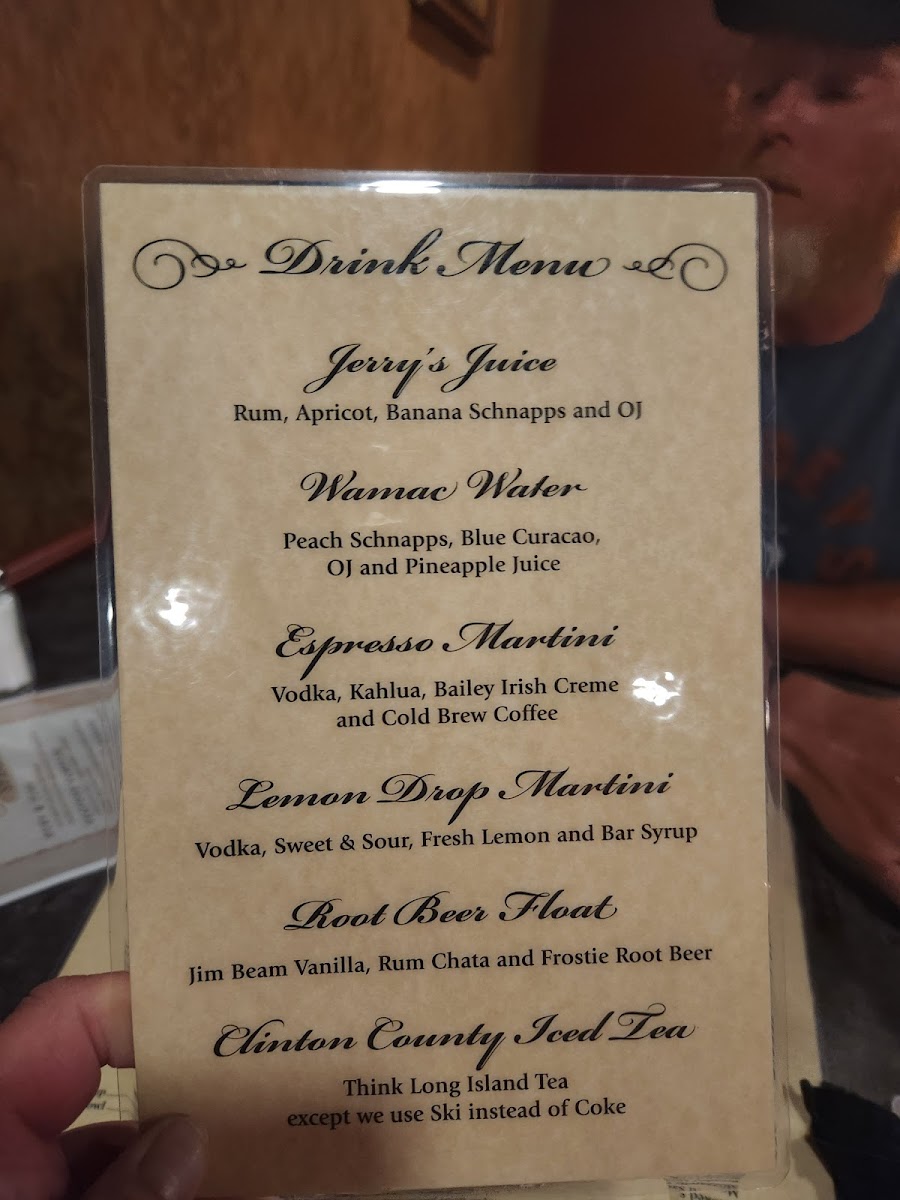 Drink Menu
Jerry's Juice
Rum, Apricot, Banana Schnapps and OJ
Wamac Water
Peach Schnapps, Blue Curacao,
OJ and Pineapple Juice
Espresso Martini
Vodka, Kahlua, Bailey Irish Creme
and Cold Brew Coffee
Lemon Drop Martini
Vodka, Sweet & Sour, Fresh Lemon and Bar Syrup
Root Beer Float
Jim Beam Vanilla, Rum Chata and Frostie Root Beer
Clinton County Iced Tea
Think Long Island Tea
except we use Ski instead of Coke